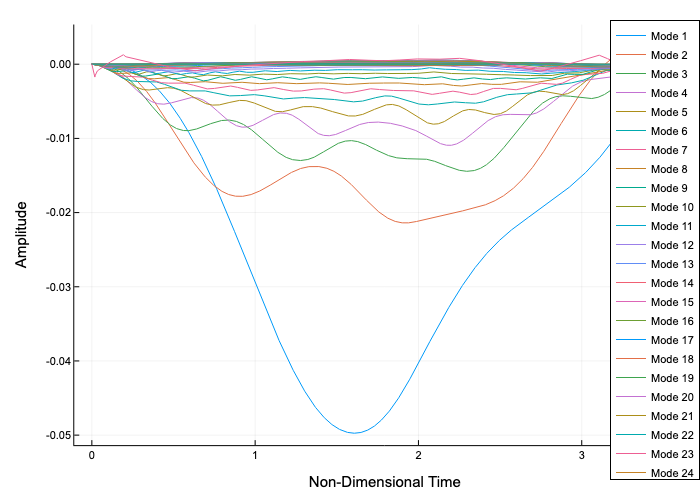 0.00
-0.01
-0.02
-0.03
-0.04
-0.05
Amplitude
0
1
2
3
Non-Dimensional Time
Mode 1
Mode 2
Mode 3
Mode 4
Mode 5
Mode 6
Mode 7
Mode 8
Mode 9
Mode 10
Mode 11
Mode 12
Mode 13
Mode 14
Mode 15
Mode 16
Mode 17
Mode 18
Mode 19
Mode 20
Mode 21
Mode 22
Mode 23
Mode 24